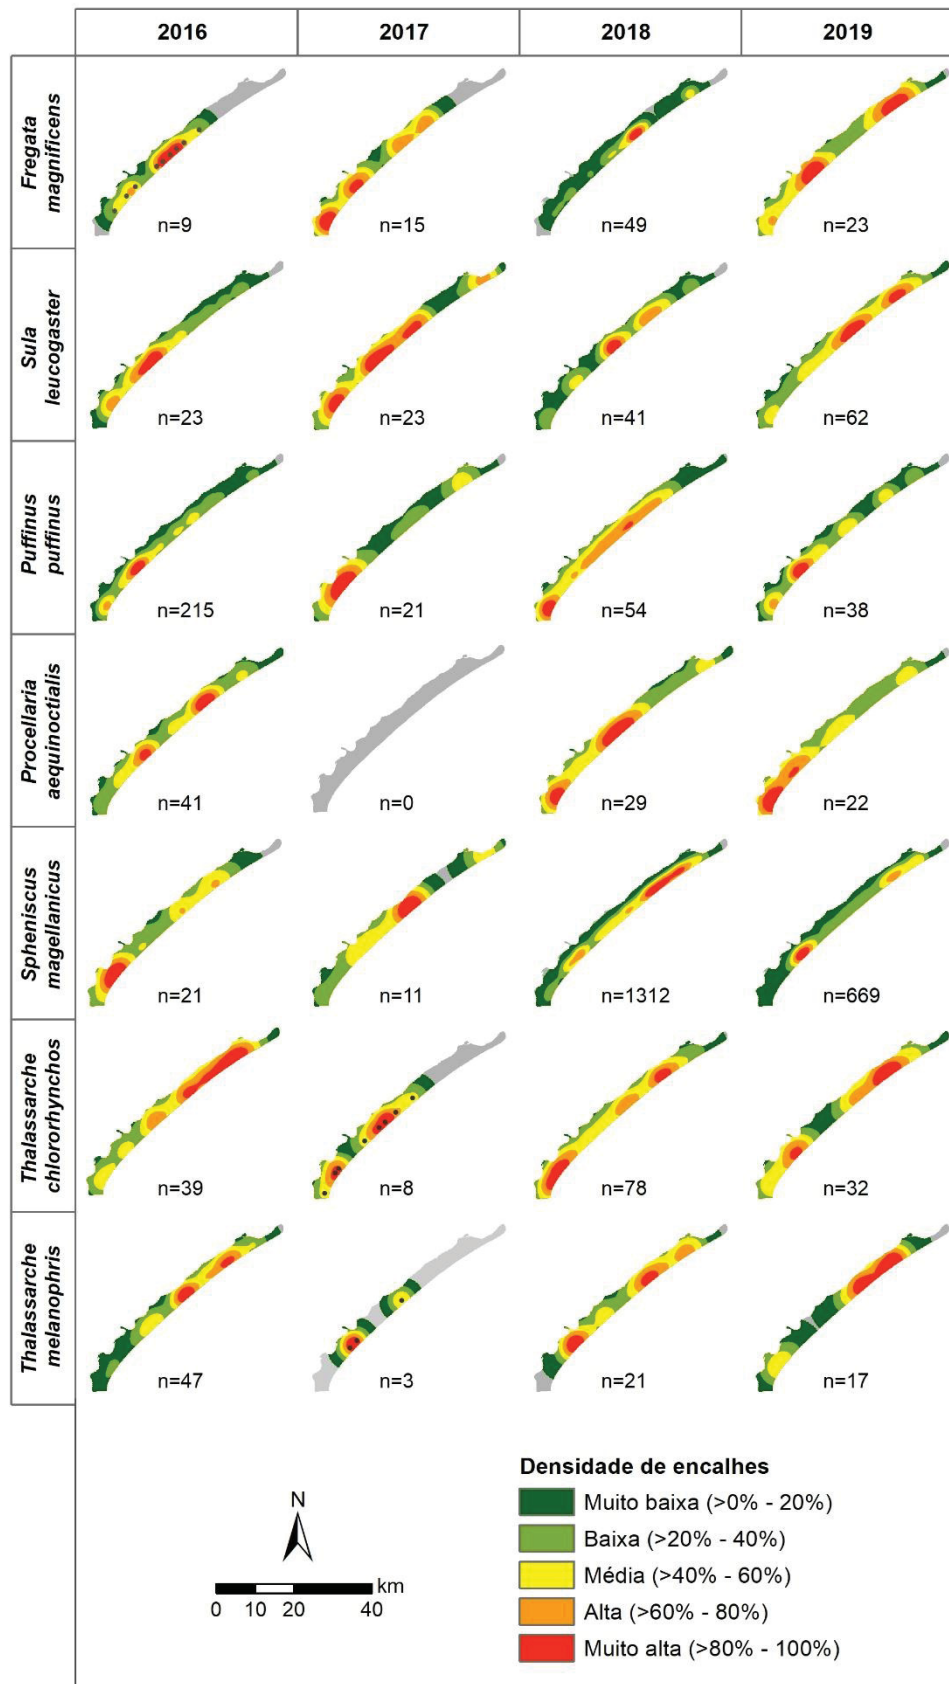 2016
2017
2018
2019
Fregata
magnificens
n=9
n=15
n=49
n=23
Sula
leucogaster
n=23
n=23
n=41
n=62
Puffinus
puffinus
n=215
n=21
n=54
n=38
Procellaria
aequinoctialis
n=41
n=0
n=29
n=22
Spheniscus
magellanicus
n=21
n=11
n=1312
n=669
Thalassarche
chlororhynchos
n=39
n=8
n=78
n=32
Thalassarche
melanophris
n=47
n=3
n=21
n=17
N
km
0 10 20 40
Densidade de encalhes
Muito baixa (>0% - 20%)
Baixa (>20% - 40%)
Média (>40% - 60%)
Alta (>60% - 80%)
Muito alta (>80% - 100%)